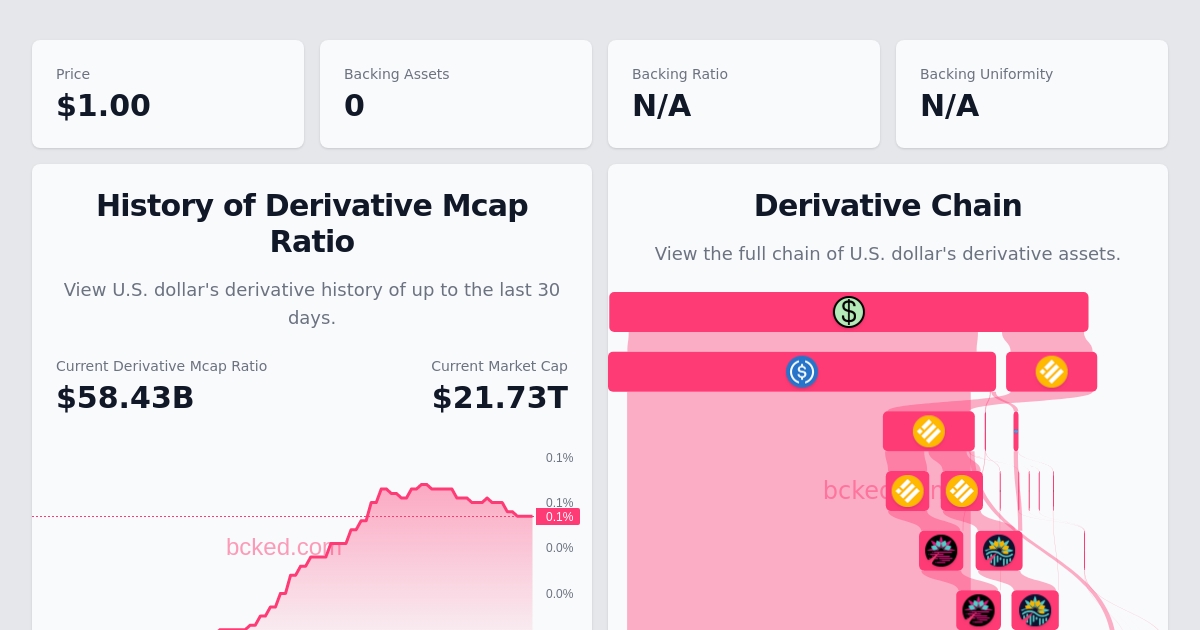 Price
$1.00
Backing Assets
0
Backing Ratio
N/A
Backing Uniformity
N/A
History of Derivative Mcap
Ratio
View U.S. dollar's derivative history of up to the last 30
days.
Current Derivative Mcap Ratio
$58.43B
Current Market Cap
$21.73T
0.1%
0.1%
0.1%
0.0%
0.0%
bcked.com
Derivative Chain
View the full chain of U.S. dollar's derivative assets.
$
$